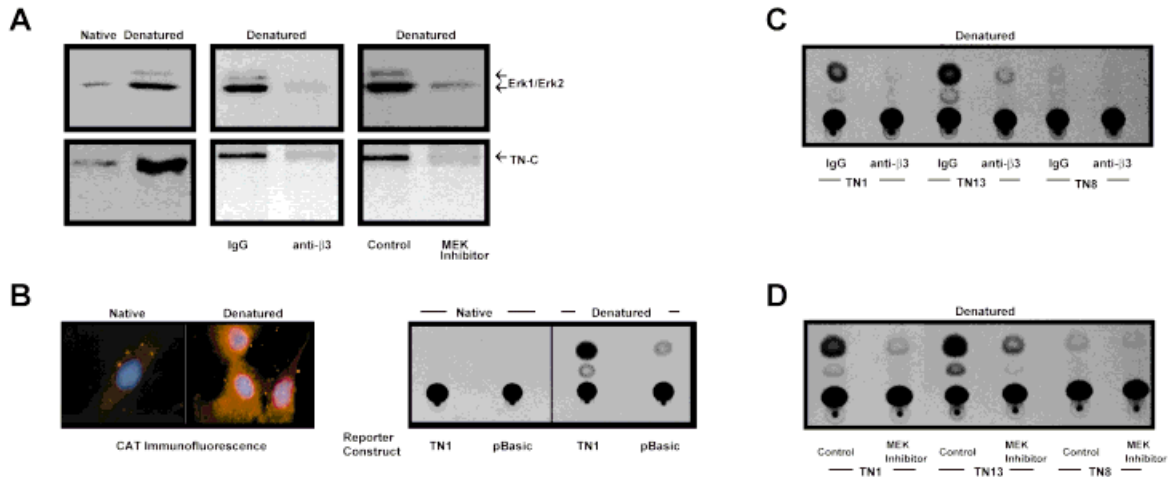 A
Native Denatured
Denatured
Denatured
Erk1/Erk2
TN-C
IgG anti-β3
Control MEK Inhibitor
B
Native Denatured
CAT Immunofluorescence
Native Denatured
Reporter Construct
TN1 pBasic TN1 pBasic
C
Denatured
IgG anti-β3 IgG anti-β3 IgG anti-β3
TN1 TN13 TN8
D
Denatured
Control MEK Inhibitor Control MEK Inhibitor Control MEK Inhibitor
TN1 TN13 TN8